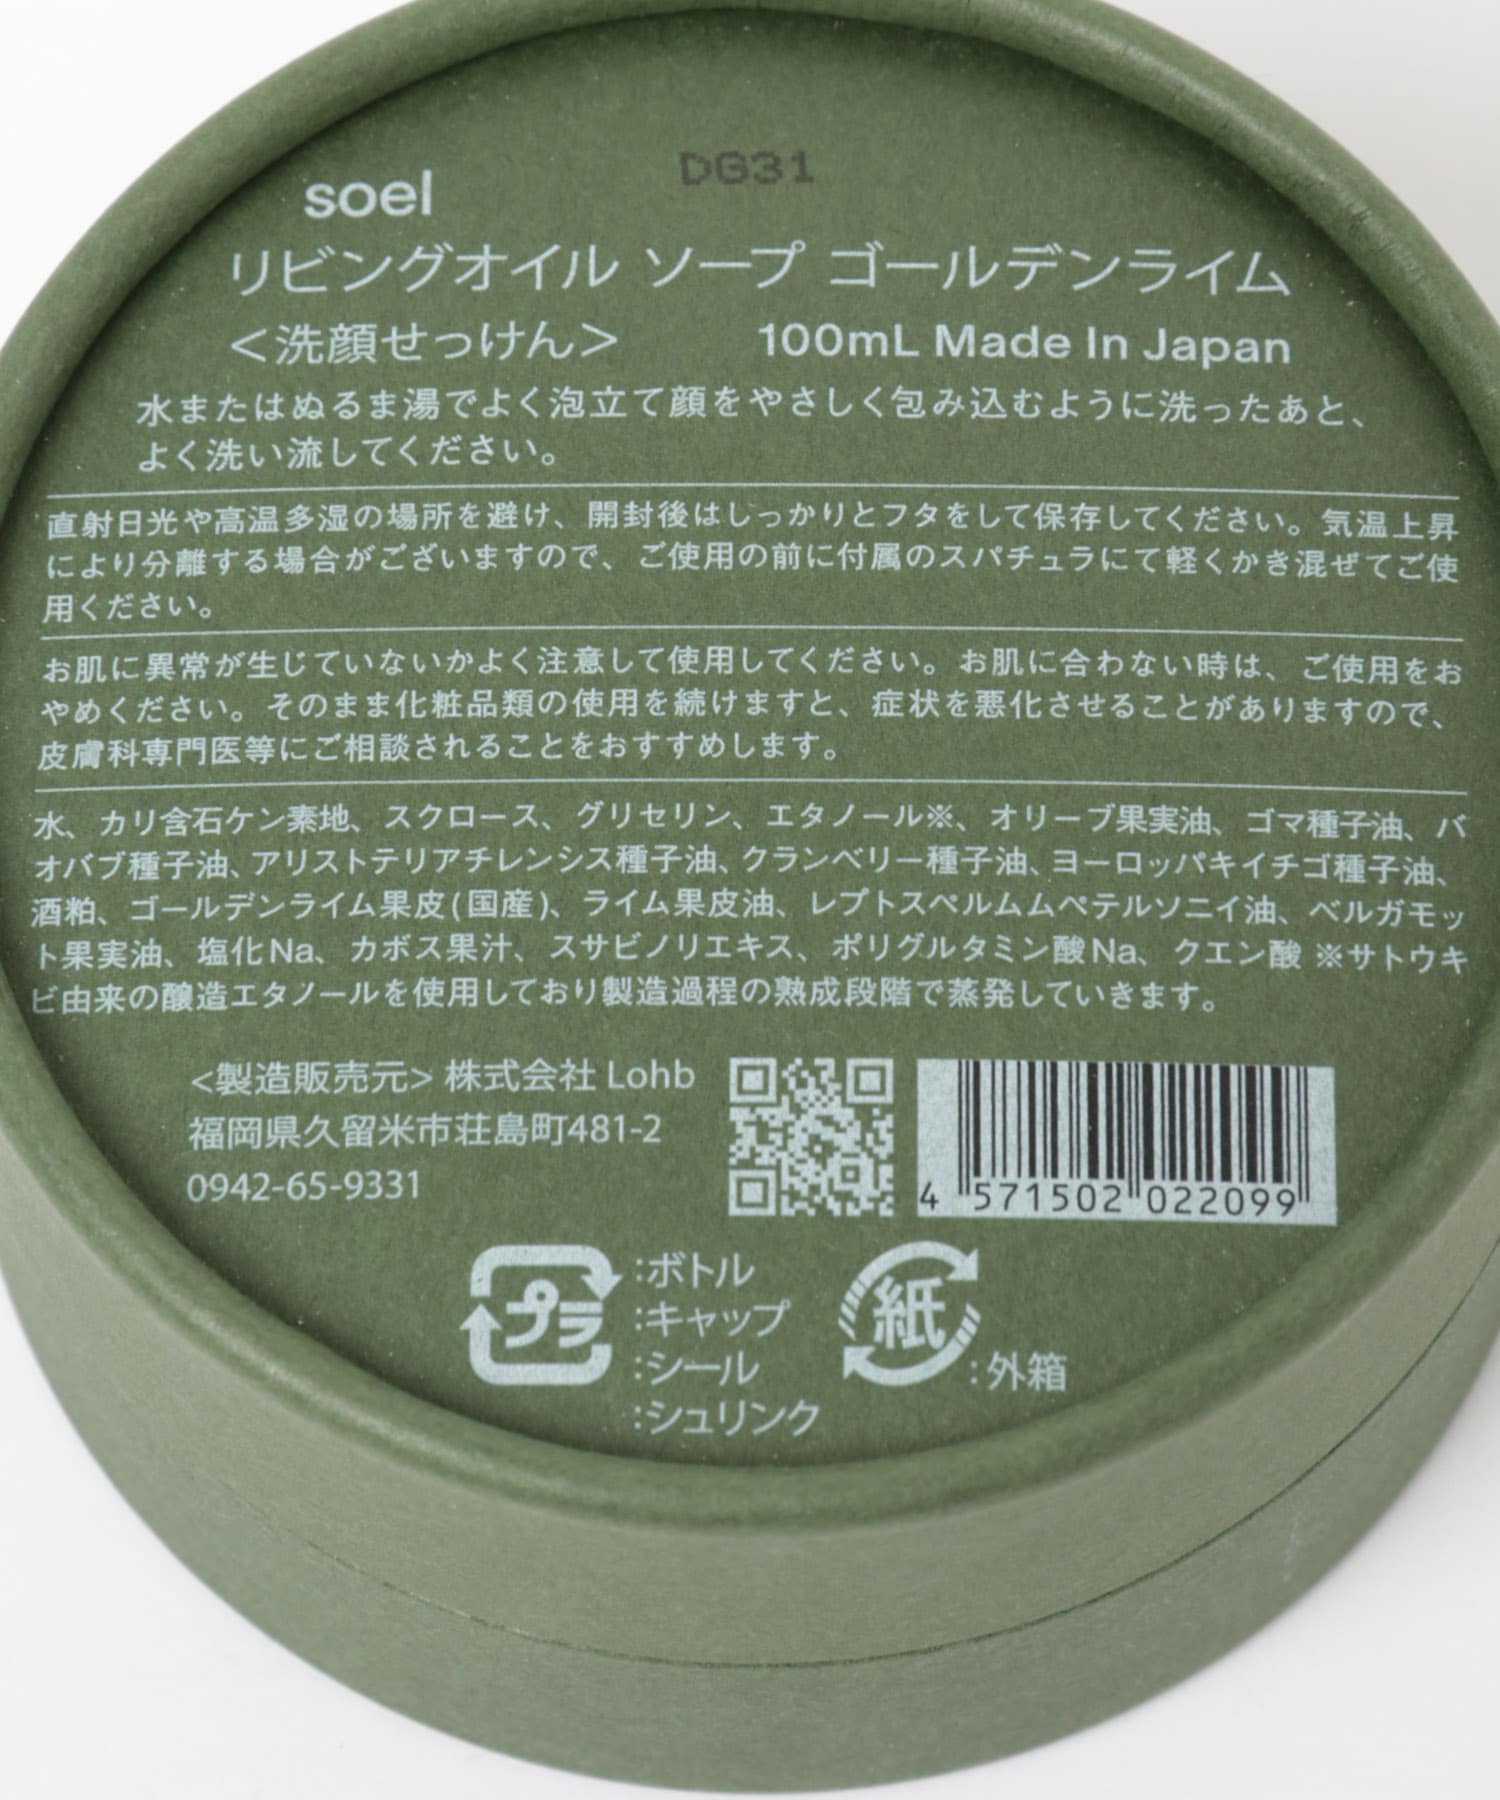 DG31
soel
リビングオイル ソープ ゴールデンライム
＜洗顔せっけん＞ 100mL Made In Japan
水またはぬるま湯でよく泡立て顔をやさしく包み込むように洗ったあと、
よく洗い流してください。
直射日光や高温多湿の場所を避け、開封後はしっかりとフタをして保存してください。気温上昇
により分離する場合がございますので、ご使用の前に付属のスパチュラにて軽くかき混ぜてご使
用ください。
お肌に異常が生じていないかよく注意して使用してください。お肌に合わない時は、ご使用をお
やめください。そのまま化粧品類の使用を続けますと、症状を悪化させることがありますので、
皮膚科専門医等にご相談されることをおすすめします。
水、カリ含石ケン素地、スクロース、グリセリン、エタノール※、オリーブ果実油、ゴマ種子油、バ
オバブ種子油、アリストテリアチレンシス種子油、クランベリー種子油、ヨーロッパキイチゴ種子油、
酒粕、ゴールデンライム果皮(国産)、ライム果皮油、レプトスペルムムペテルソニイ油、ベルガモッ
ト果実油、塩化Na、カボス果汁、スサビノリエキス、ポリグルタミン酸Na、クエン酸 ※サトウキ
ビ由来の醸造エタノールを使用しており製造過程の熟成段階で蒸発していきます。
<製造販売元> 株式会社 Lohb
福岡県久留米市荘島町481-2
0942-65-9331
4 571502 022099
プラ
:ボトル
:キャップ
:シール
:シュリンク
紙
:外箱